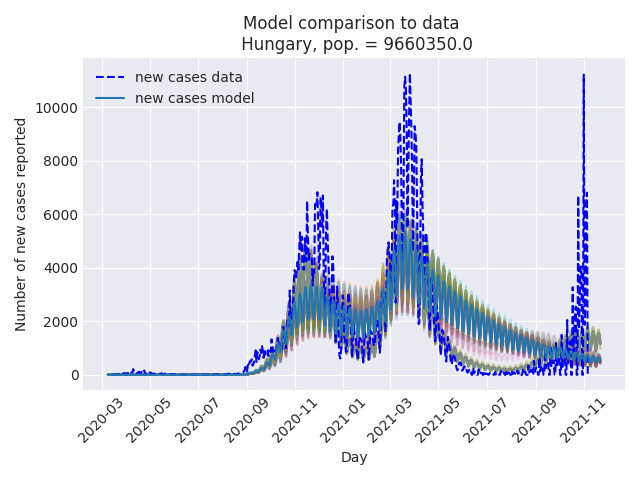 Model comparison to data
Hungary, pop. = 9660350.0
new cases data
new cases model
Number of new cases reported
10000
8000
6000
4000
2000
0
2020-03
2020-05
2020-07
2020-09
2020-11
2021-01
2021-03
2021-05
2021-07
2021-09
2021-11
Day